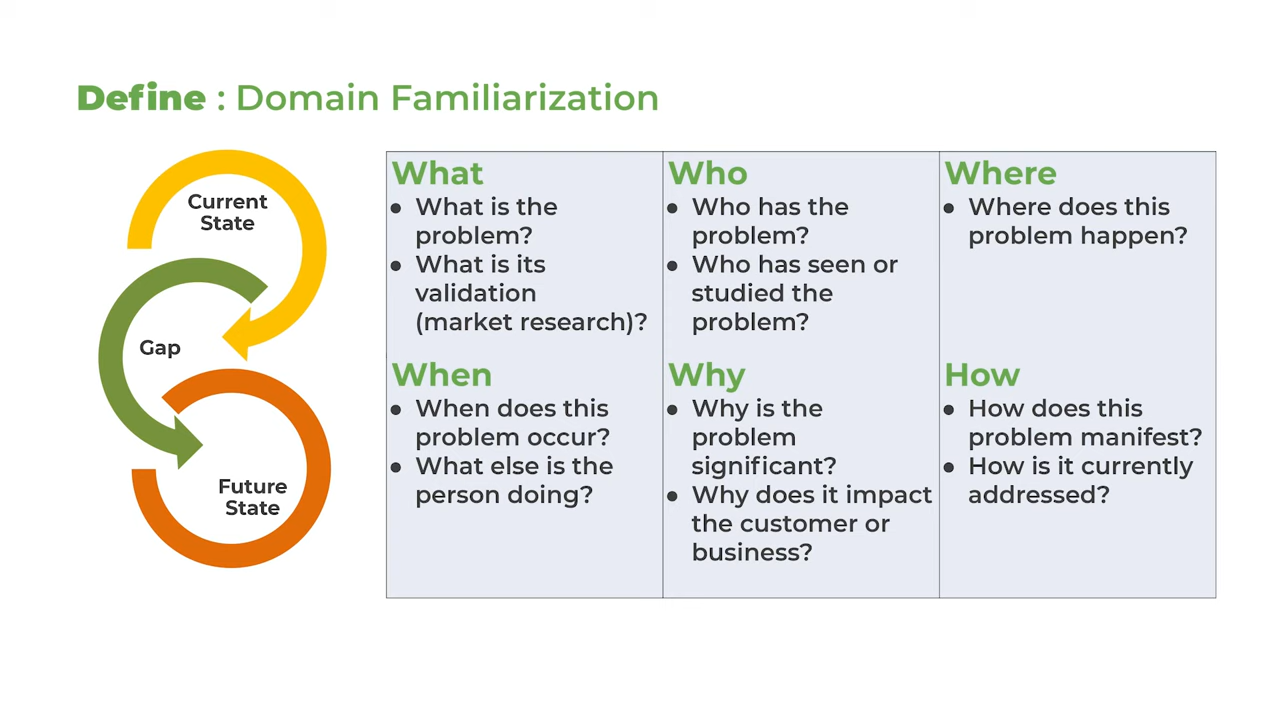 Define : Domain Familiarization
Current
State
Gap
Future
State
What
● What is the
problem?
● What is its
validation
(market research)?
Who
● Who has the
problem?
● Who has seen or
studied the
problem?
Where
● Where does this
problem happen?
When
● When does this
problem occur?
● What else is the
person doing?
Why
● Why is the
problem
significant?
● Why does it impact
the customer or
business?
How
● How does this
problem manifest?
● How is it currently
addressed?